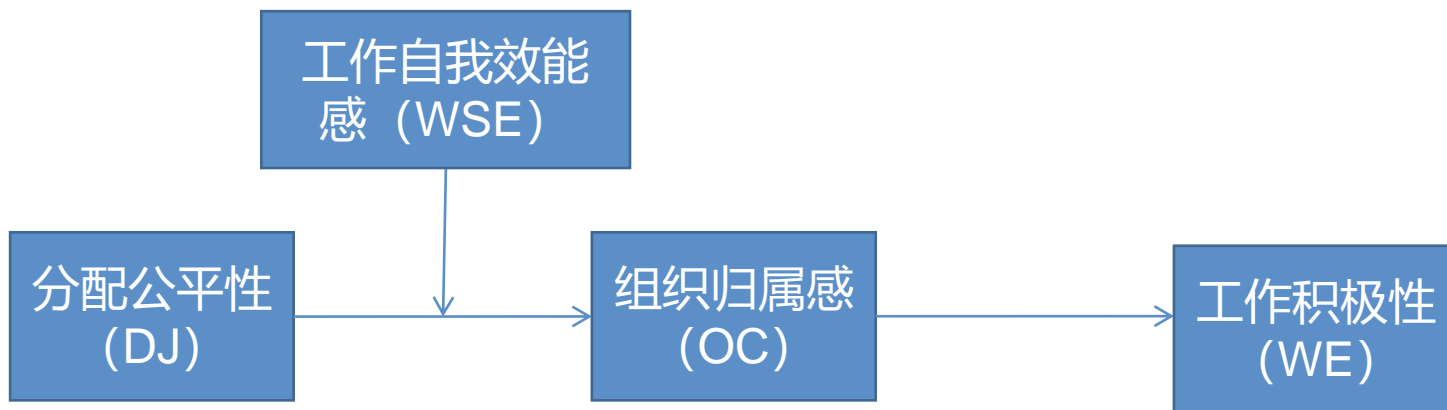 工作自我效能
感（WSE）
分配公平性
（DJ）
组织归属感
（OC）
工作积极性
（WE）